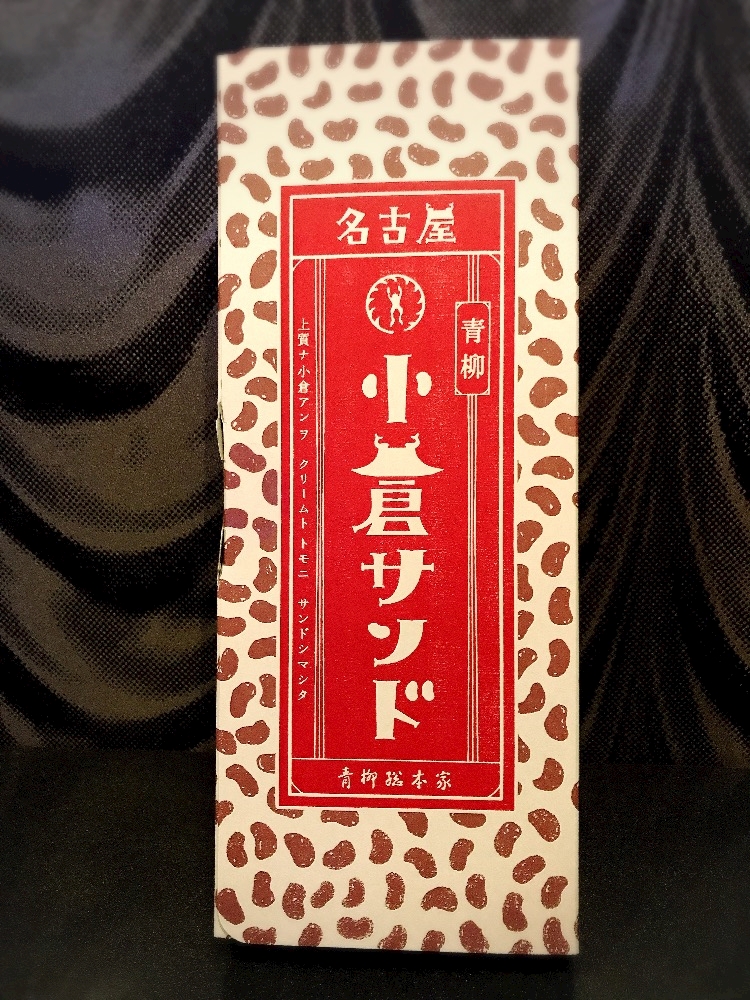 名古屋
青柳
小倉サンド
上質ナ小倉アンヲ クリームト トモニ サンドシマシタ
青柳総本家